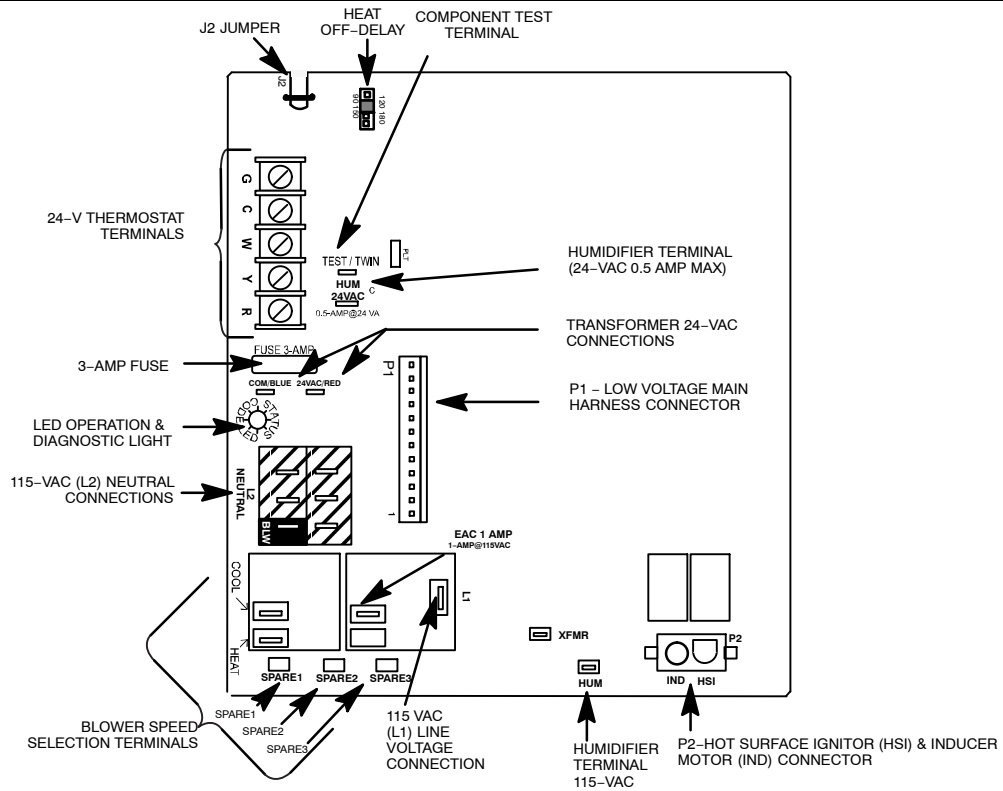 HEAT
OFF–DELAY
COMPONENT TEST
TERMINAL
J2 JUMPER
J2
120 180
90 150
24–V THERMOSTAT
TERMINALS
G
C
W
Y
R
TEST / TWIN
PLT
HUM
24VAC
C
0.5-AMP@24 VA
HUMIDIFIER TERMINAL
(24–VAC 0.5 AMP MAX)
TRANSFORMER 24–VAC
CONNECTIONS
FUSE 3-AMP
3–AMP FUSE
COM/BLUE 24VAC/RED
P1
P1 – LOW VOLTAGE MAIN
HARNESS CONNECTOR
STATUS
CODE LED
LED OPERATION &
DIAGNOSTIC LIGHT
115–VAC (L2) NEUTRAL
CONNECTIONS
L2
NEUTRAL
BLW
1
EAC 1 AMP
1–AMP@115VAC
COOL
HEAT
L1
XFMR
HUM
P2
IND HSI
SPARE1 SPARE2 SPARE3
SPARE1
SPARE2
SPARE3
BLOWER SPEED
SELECTION TERMINALS
115 VAC
(L1) LINE
VOLTAGE
CONNECTION
HUMIDIFIER
TERMINAL
115–VAC
P2–HOT SURFACE IGNITOR (HSI) & INDUCER
MOTOR (IND) CONNECTOR